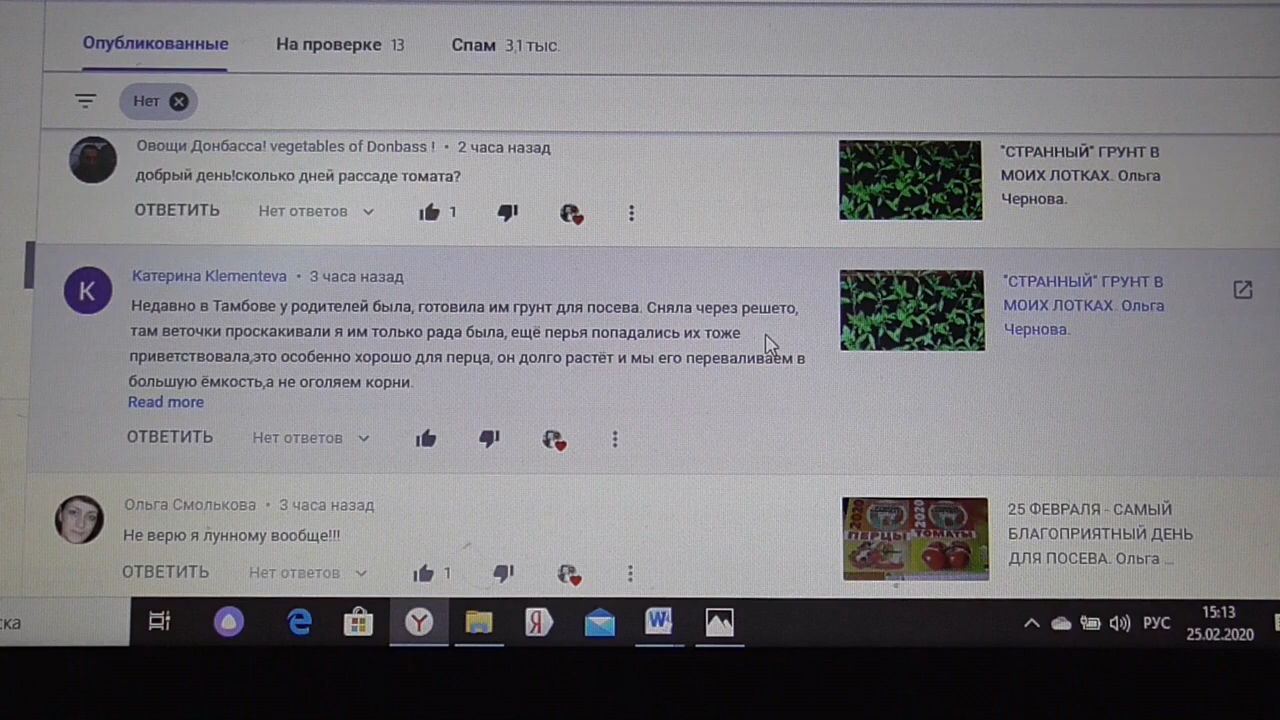 Опубликованные На проверке 13 Спам 3,1 тыс.
Нет
Овощи Донбасса! vegetables of Donbass ! • 2 часа назад
добрый день!сколько дней рассаде томата?
ОТВЕТИТЬ Нет ответов 1
"СТРАННЫЙ" ГРУНТ В
МОИХ ЛОТКАХ. Ольга
Чернова.
K
Катерина Klementeva • 3 часа назад
Недавно в Тамбове у родителей была, готовила им грунт для посева. Сняла через решето,
там веточки проскакивали я им только рада была, ещё перья попадались их тоже
приветствовала,это особенно хорошо для перца, он долго растёт и мы его переваливаем в
большую ёмкость,а не оголяем корни.
Read more
ОТВЕТИТЬ Нет ответов
"СТРАННЫЙ" ГРУНТ В
МОИХ ЛОТКАХ. Ольга
Чернова.
Ольга Смолькова • 3 часа назад
Не верю я лунному вообще!!!
ОТВЕТИТЬ Нет ответов 1
2020 2020
ПЕРЦЫ ТОМАТЫ
25 ФЕВРАЛЯ - САМЫЙ
БЛАГОПРИЯТНЫЙ ДЕНЬ
ДЛЯ ПОСЕВА. Ольга ...
ска
РУС
15:13
25.02.2020